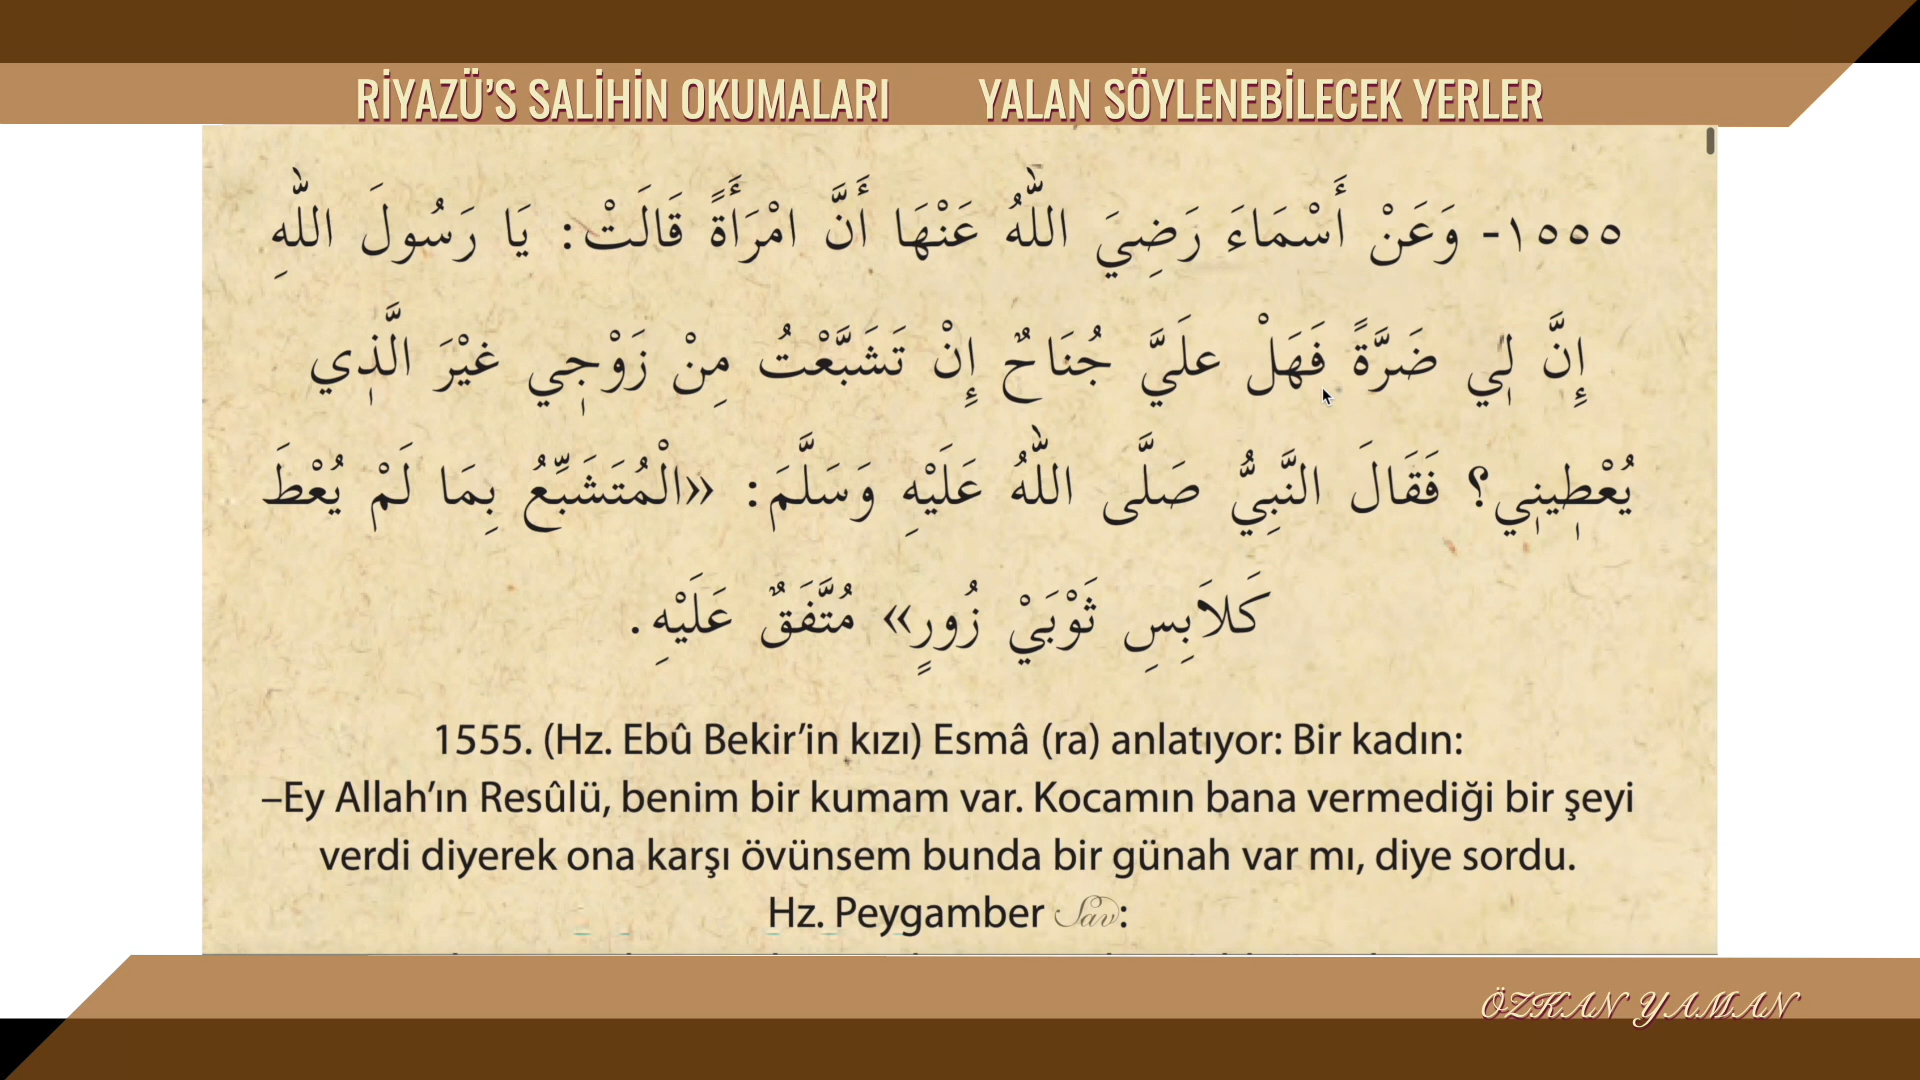 RİYAZÜ'S SALİHİN OKUMALARI YALAN SÖYLENEBİLECEK YERLER
١٥٥٥- وَعَنْ أَسْمَاءَ رَضِيَ اللّٰهُ عَنْهَا أَنَّ امْرَأَةً قَالَتْ: يَا رَسُولَ اللّٰهِ
إِنَّ لِي ضَرَّةً فَهَلْ علَيَّ جُنَاحٌ إِنْ تَشَبَّعْتُ مِنْ زَوْجِي غيْرَ الَّذِي
يُعْطِينِي؟ فَقَالَ النَّبِيُّ صَلَّى اللّٰهُ عَلَيْهِ وَسَلَّمَ: «الْمُتَشَبِّعُ بِمَا لَمْ يُعْطَ
كَلاَبِسِ ثَوْبَيْ زُورٍ» مُتَّفَقٌ عَلَيْهِ.
1555. (Hz. Ebû Bekir'in kızı) Esmâ (ra) anlatıyor: Bir kadın:
–Ey Allah'ın Resûlü, benim bir kumam var. Kocamın bana vermediği bir şeyi
verdi diyerek ona karşı övünsem bunda bir günah var mı, diye sordu.
Hz. Peygamber Sav:
ÖZKAN YAMAN